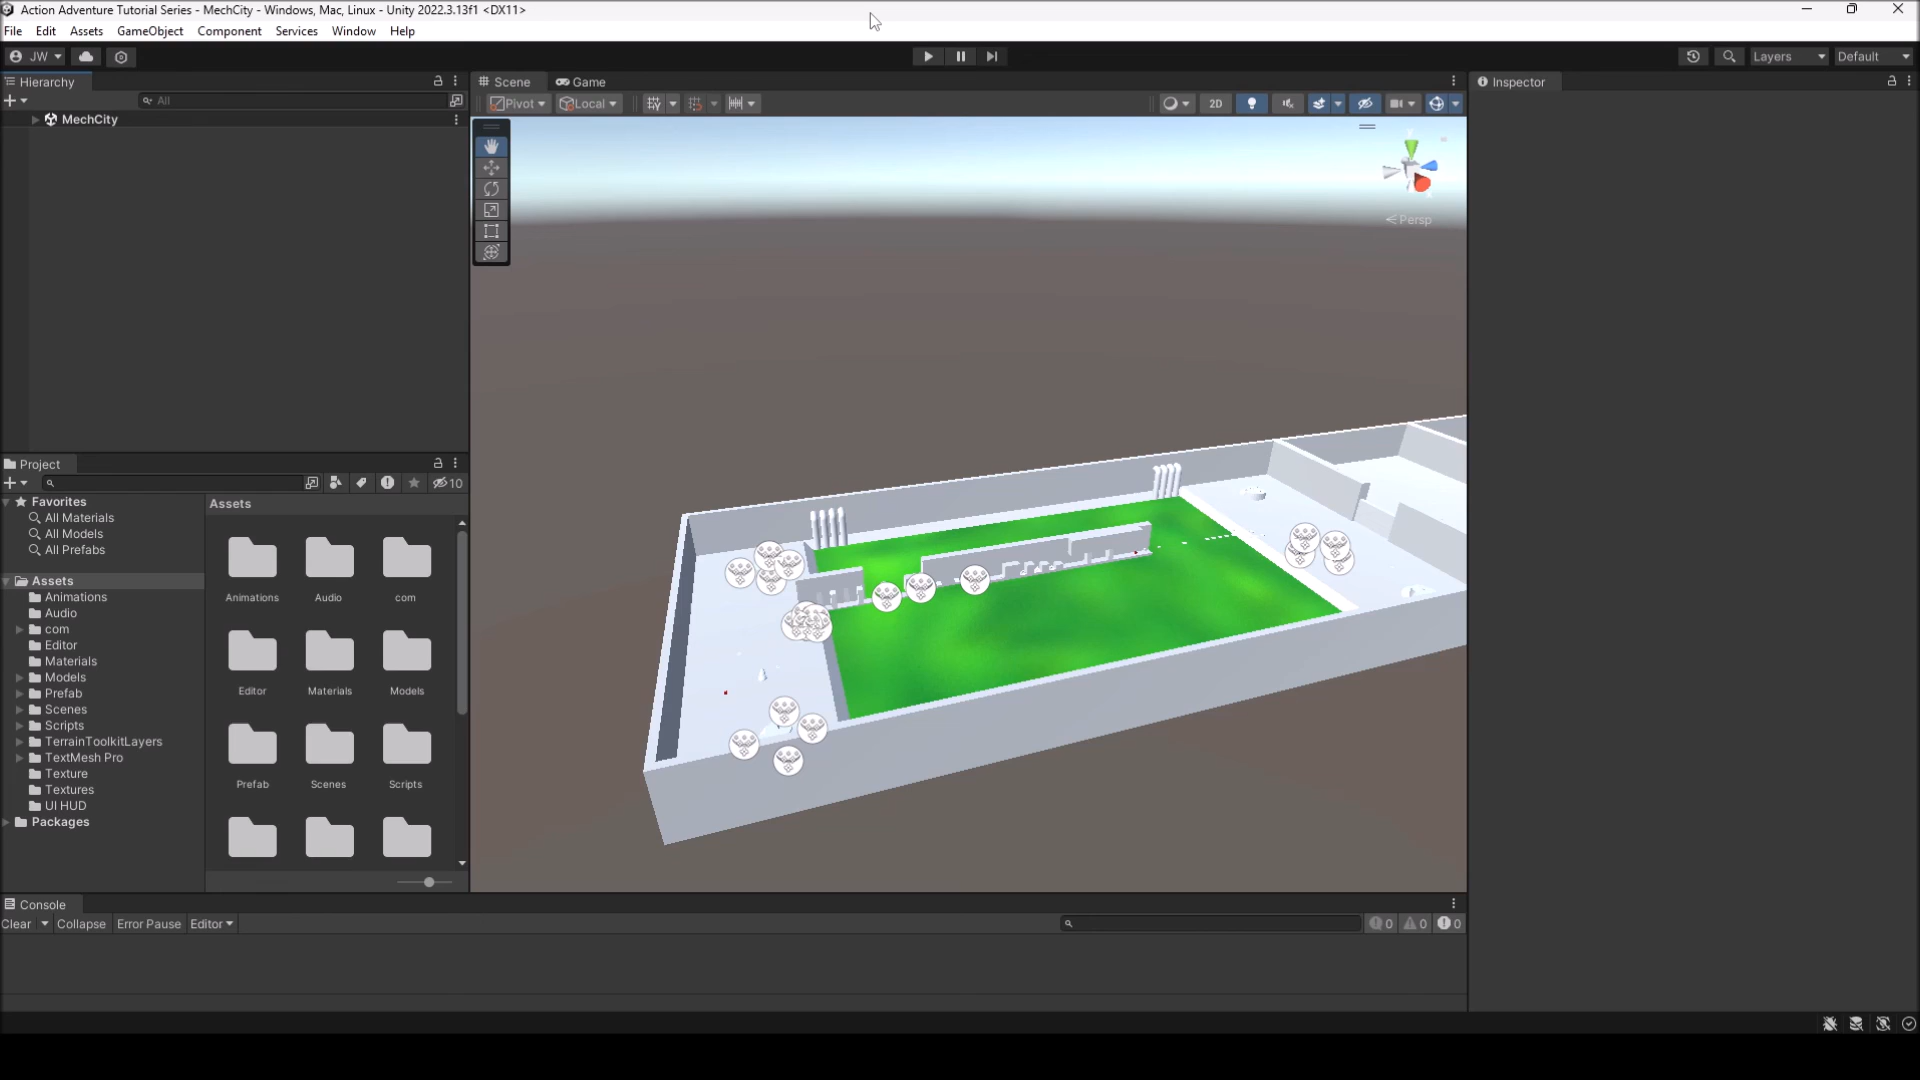 Action Adventure Tutorial Series - MechCity - Windows, Mac, Linux - Unity 2022.3.13f1 <DX11>
File Edit Assets GameObject Component Services Window Help
JW Layers Default
Hierarchy
All
MechCity
Scene Game
Pivot Local 2D
Persp
Inspector
Project
10
Favorites
All Materials
All Models
All Prefabs
Assets
Animations
Audio
com
Editor
Materials
Models
Prefab
Scenes
Scripts
TerrainToolkitLayers
TextMesh Pro
Texture
Textures
UI HUD
Packages
Assets
Animations Audio com
Editor Materials Models
Prefab Scenes Scripts
Console
Clear Collapse Error Pause Editor 0 0 0